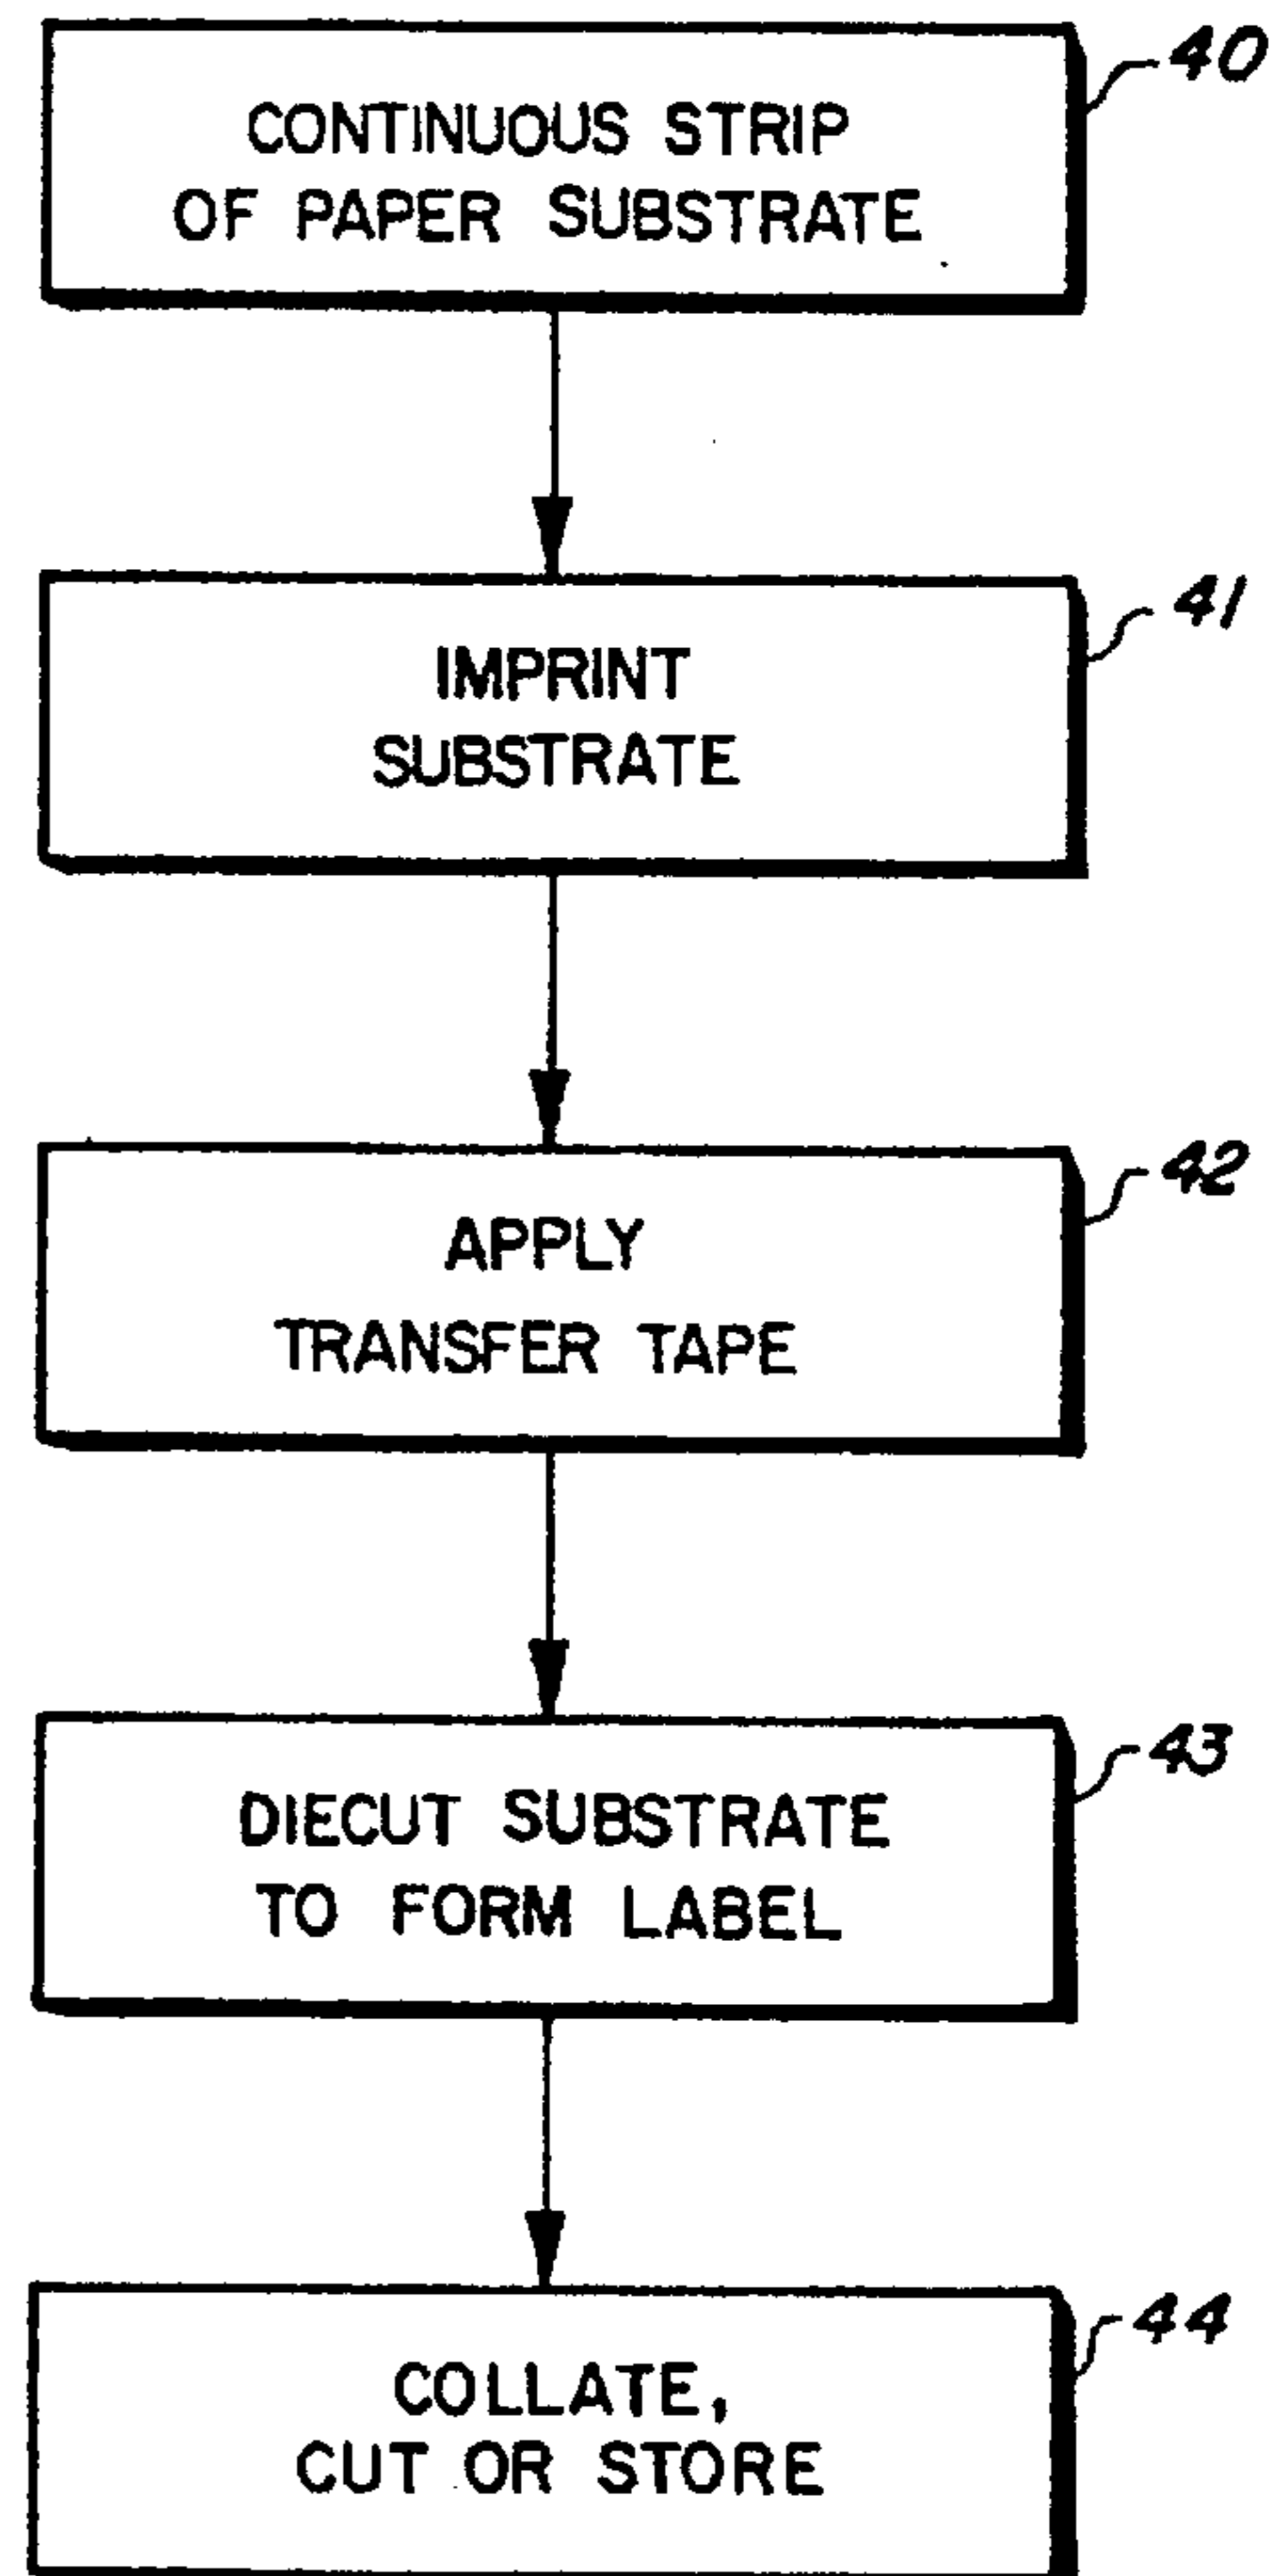 40
CONTINUOUS STRIP
OF PAPER SUBSTRATE
41
IMPRINT
SUBSTRATE
42
APPLY
TRANSFER TAPE
43
DIECUT SUBSTRATE
TO FORM LABEL
44
COLLATE,
CUT OR STORE